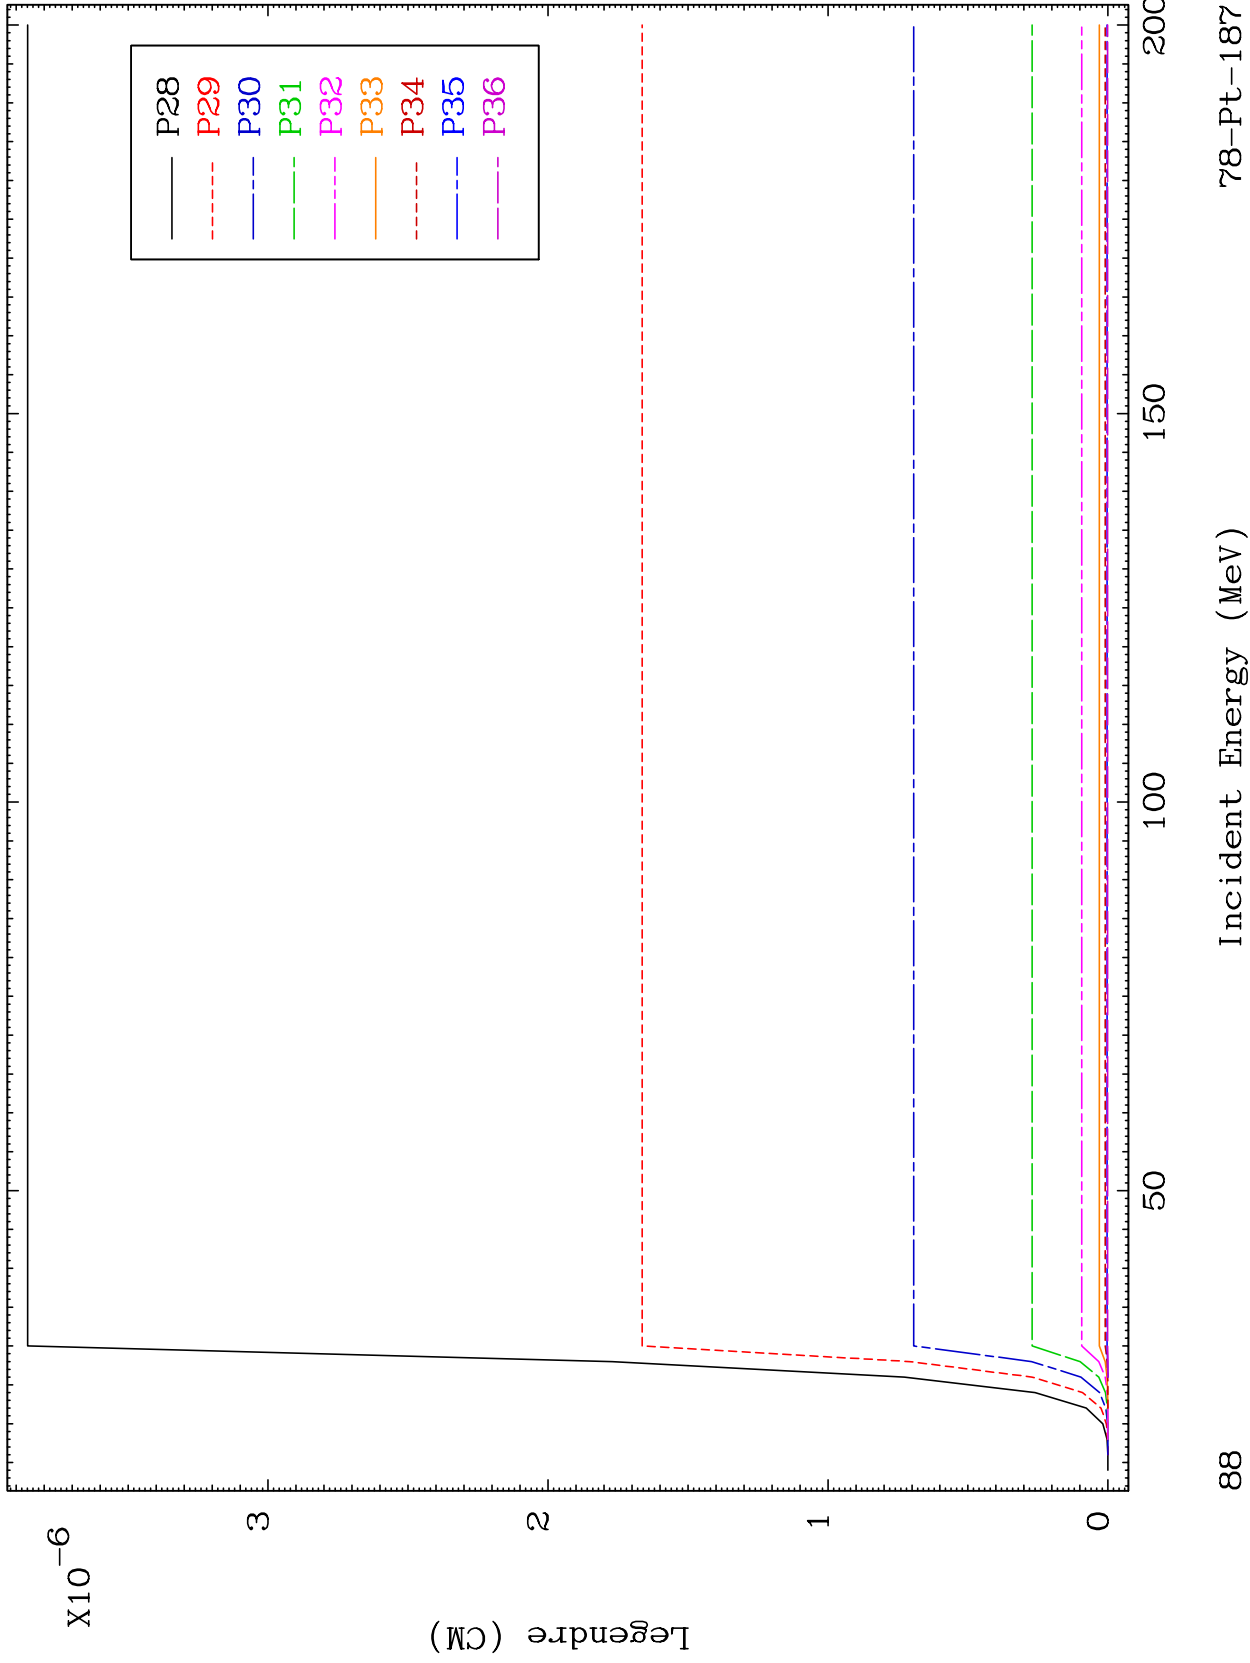 X10
-6
Legendre (CM)
3
2
1
0
P28
P29
P30
P31
P32
P33
P34
P35
P36
50
100
150
200
Incident Energy (MeV)
88
78-Pt-187